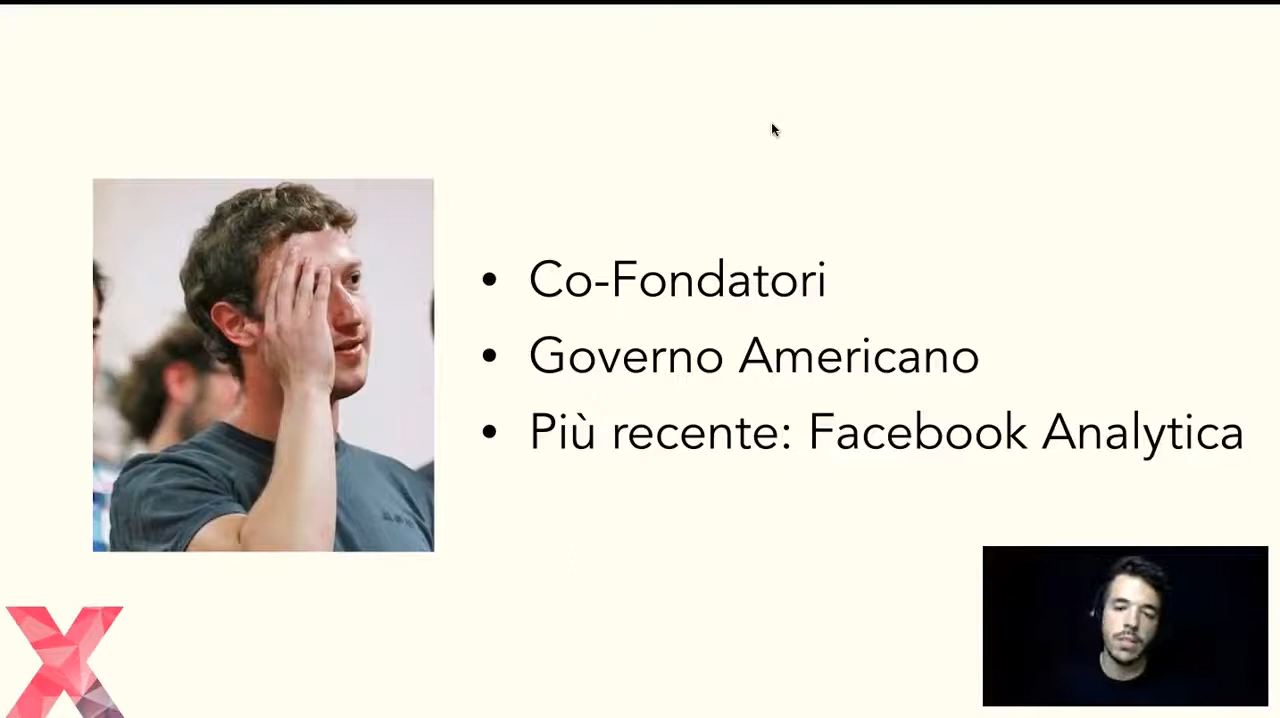 • Co-Fondatori
• Governo Americano
• Più recente: Facebook Analytica